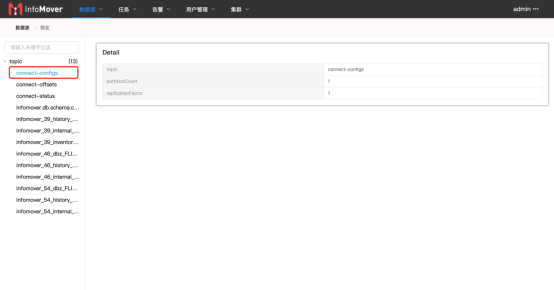 InfoMover 数据源 任务 告警 用户管理 集群 admin
数据源 | 预览
请输入关键字过滤
topic (13)
connect-configs
connect-offsets
connect-status
infomover.db.schema.c...
infomover_39_history_...
infomover_39_internal_...
infomover_39_inventor...
infomover_46_dbz_FLI...
infomover_46_history_...
infomover_46_internal_...
infomover_54_dbz_FLI...
infomover_54_history_...
infomover_54_internal_...
Detail
topic connect-configs
partitionCount 1
replicationFactor 1